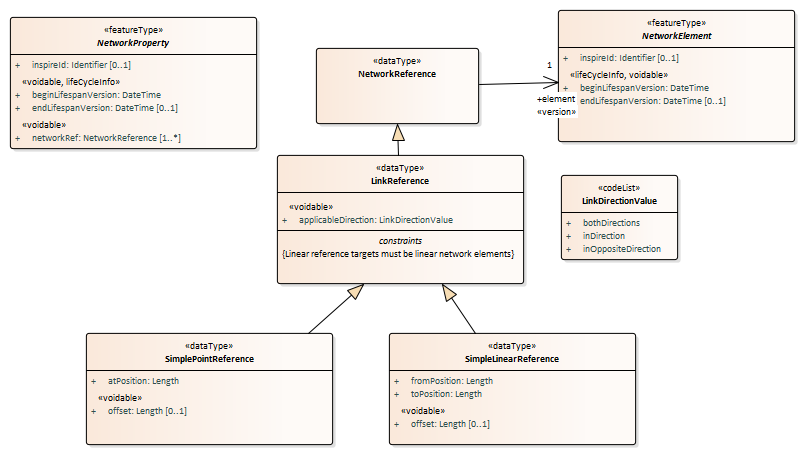 «featureType»
NetworkProperty
+ inspireId: Identifier [0..1]
«voidable, lifeCycleInfo»
+ beginLifespanVersion: DateTime
+ endLifespanVersion: DateTime [0..1]
«voidable»
+ networkRef: NetworkReference [1..*]
«dataType»
NetworkReference
1
+element
«version»
«featureType»
NetworkElement
+ inspireId: Identifier [0..1]
«lifeCycleInfo, voidable»
+ beginLifespanVersion: DateTime
endLifespanVersion: DateTime [0..1]
«dataType»
LinkReference
«voidable»
+ applicableDirection: LinkDirectionValue
constraints
{Linear reference targets must be linear network elements}
«codeList»
LinkDirectionValue
+ bothDirections
+ inDirection
+ inOppositeDirection
«dataType»
SimplePointReference
+ atPosition: Length
«voidable»
+ offset: Length [0..1]
«dataType»
SimpleLinearReference
+ fromPosition: Length
+ toPosition: Length
«voidable»
+ offset: Length [0..1]